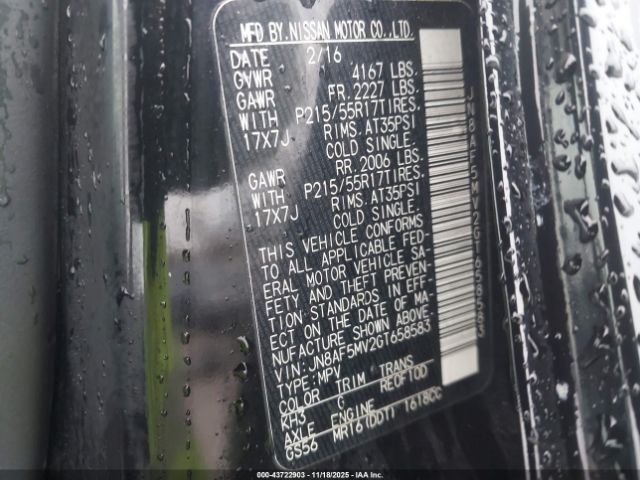 MFD BY NISSAN MOTOR CO., LTD.
DATE 2/16
GVWR 4167 LBS.
GAWR FR. 2227 LBS.
WITH P215/55R17TIRES.
17X7J RIMS. AT35PSI
COLD SINGLE.
GAWR RR. 2006 LBS.
WITH P215/55R17TIRES.
17X7J RIMS. AT35PSI
COLD SINGLE.
THIS VEHICLE CONFORMS
TO ALL APPLICABLE FED-
ERAL MOTOR VEHICLE SA-
FETY AND THEFT PREVEN-
TION STANDARDS IN EFF-
ECT ON THE DATE OF MA-
NUFACTURE SHOWN ABOVE.
VIN: JN8AF5MV2GT658583
TYPE: MPV
COLOR TRIM TRANS
KH3 C RE0F10D
AXLE ENGINE
GS56 MR16(DDT) 1618CC
JN8AF5MV2GT658583
000-43722903 - 11/18/2025 - www.iaai.com